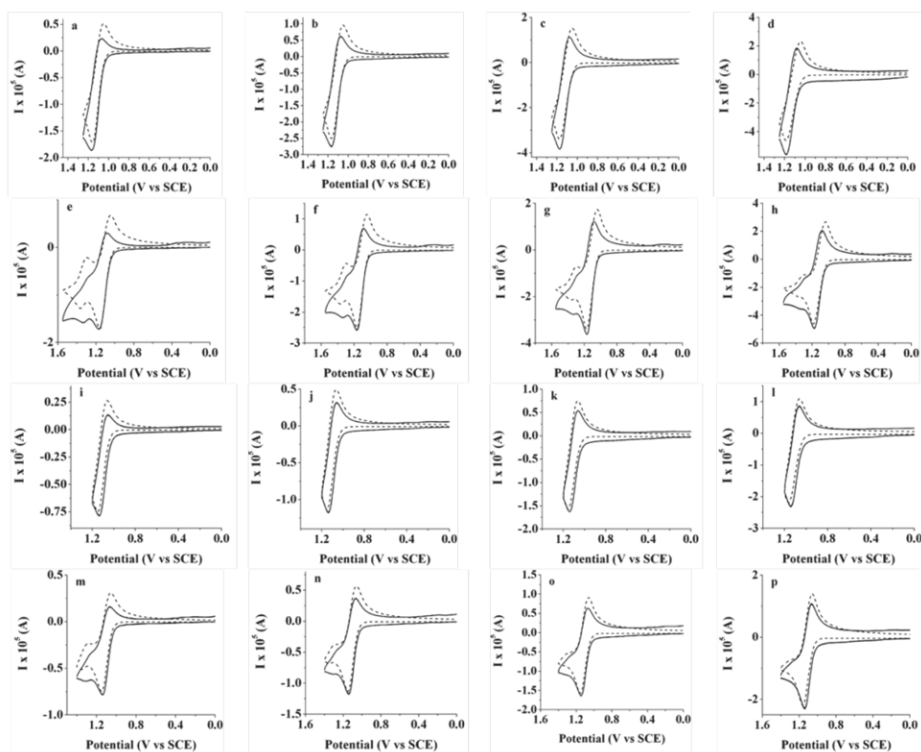 a
I x 10⁵ (A)
0.5
0.0
-0.5
-1.0
-1.5
-2.0
1.4 1.2 1.0 0.8 0.6 0.4 0.2 0.0
Potential (V vs SCE)
b
I x 10⁵ (A)
1.0
0.5
0.0
-0.5
-1.0
-1.5
-2.0
-2.5
-3.0
1.4 1.2 1.0 0.8 0.6 0.4 0.2 0.0
Potential (V vs SCE)
c
I x 10⁵ (A)
2
0
-2
-4
1.4 1.2 1.0 0.8 0.6 0.4 0.2 0.0
Potential (V vs SCE)
d
I x 10⁵ (A)
4
2
0
-2
-4
-6
1.4 1.2 1.0 0.8 0.6 0.4 0.2 0.0
Potential (V vs SCE)
e
I x 10⁵ (A)
0
-2
1.6 1.2 0.8 0.4 0.0
Potential (V vs SCE)
f
I x 10⁵ (A)
1
0
-1
-2
-3
1.6 1.2 0.8 0.4 0.0
Potential (V vs SCE)
g
I x 10⁵ (A)
2
0
-2
-4
1.6 1.2 0.8 0.4 0.0
Potential (V vs SCE)
h
I x 10⁵ (A)
4
2
0
-2
-4
-6
1.6 1.2 0.8 0.4 0.0
Potential (V vs SCE)
i
I x 10⁵ (A)
0.25
0.00
-0.25
-0.50
-0.75
1.2 0.8 0.4 0.0
Potential (V vs SCE)
j
I x 10⁵ (A)
0.5
0.0
-0.5
-1.0
1.2 0.8 0.4 0.0
Potential (V vs SCE)
k
I x 10⁵ (A)
1.0
0.5
0.0
-0.5
-1.0
-1.5
-2.0
1.2 0.8 0.4 0.0
Potential (V vs SCE)
l
I x 10⁵ (A)
2
1
0
-1
-2
-3
1.2 0.8 0.4 0.0
Potential (V vs SCE)
m
I x 10⁵ (A)
0.5
0.0
-0.5
-1.0
1.2 0.8 0.4 0.0
Potential (V vs SCE)
n
I x 10⁵ (A)
1.0
0.5
0.0
-0.5
-1.0
-1.5
1.6 1.2 0.8 0.4 0.0
Potential (V vs SCE)
o
I x 10⁵ (A)
1.5
1.0
0.5
0.0
-0.5
-1.0
-1.5
-2.0
1.6 1.2 0.8 0.4 0.0
Potential (V vs SCE)
p
I x 10⁵ (A)
2
0
-2
1.6 1.2 0.8 0.4 0.0
Potential (V vs SCE)